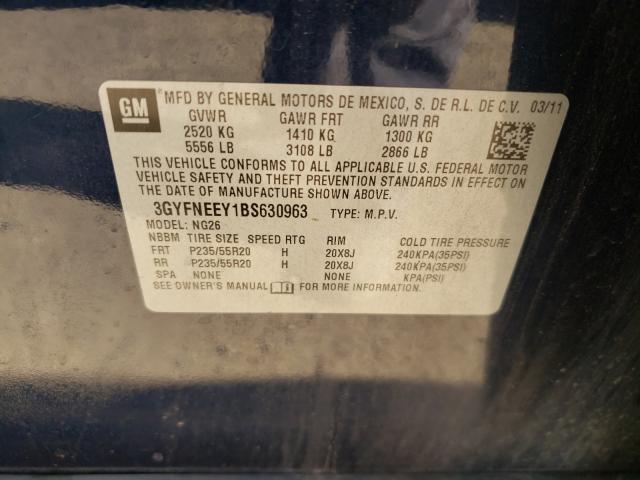 GM
MFD BY GENERAL MOTORS DE MEXICO, S. DE R.L. DE C.V. 03/11
GVWR GAWR FRT GAWR RR
2520 KG 1410 KG 1300 KG
5556 LB 3108 LB 2866 LB
THIS VEHICLE CONFORMS TO ALL APPLICABLE U.S. FEDERAL MOTOR
VEHICLE SAFETY AND THEFT PREVENTION STANDARDS IN EFFECT ON
THE DATE OF MANUFACTURE SHOWN ABOVE.
3GYFNEEY1BS630963 TYPE: M.P.V.
MODEL: NG26
NBBM TIRE SIZE SPEED RTG RIM COLD TIRE PRESSURE
FRT P235/55R20 H 20X8J 240KPA(35PSI)
RR P235/55R20 H 20X8J 240KPA(35PSI)
SPA NONE NONE KPA(PSI)
SEE OWNER'S MANUAL i FOR MORE INFORMATION.